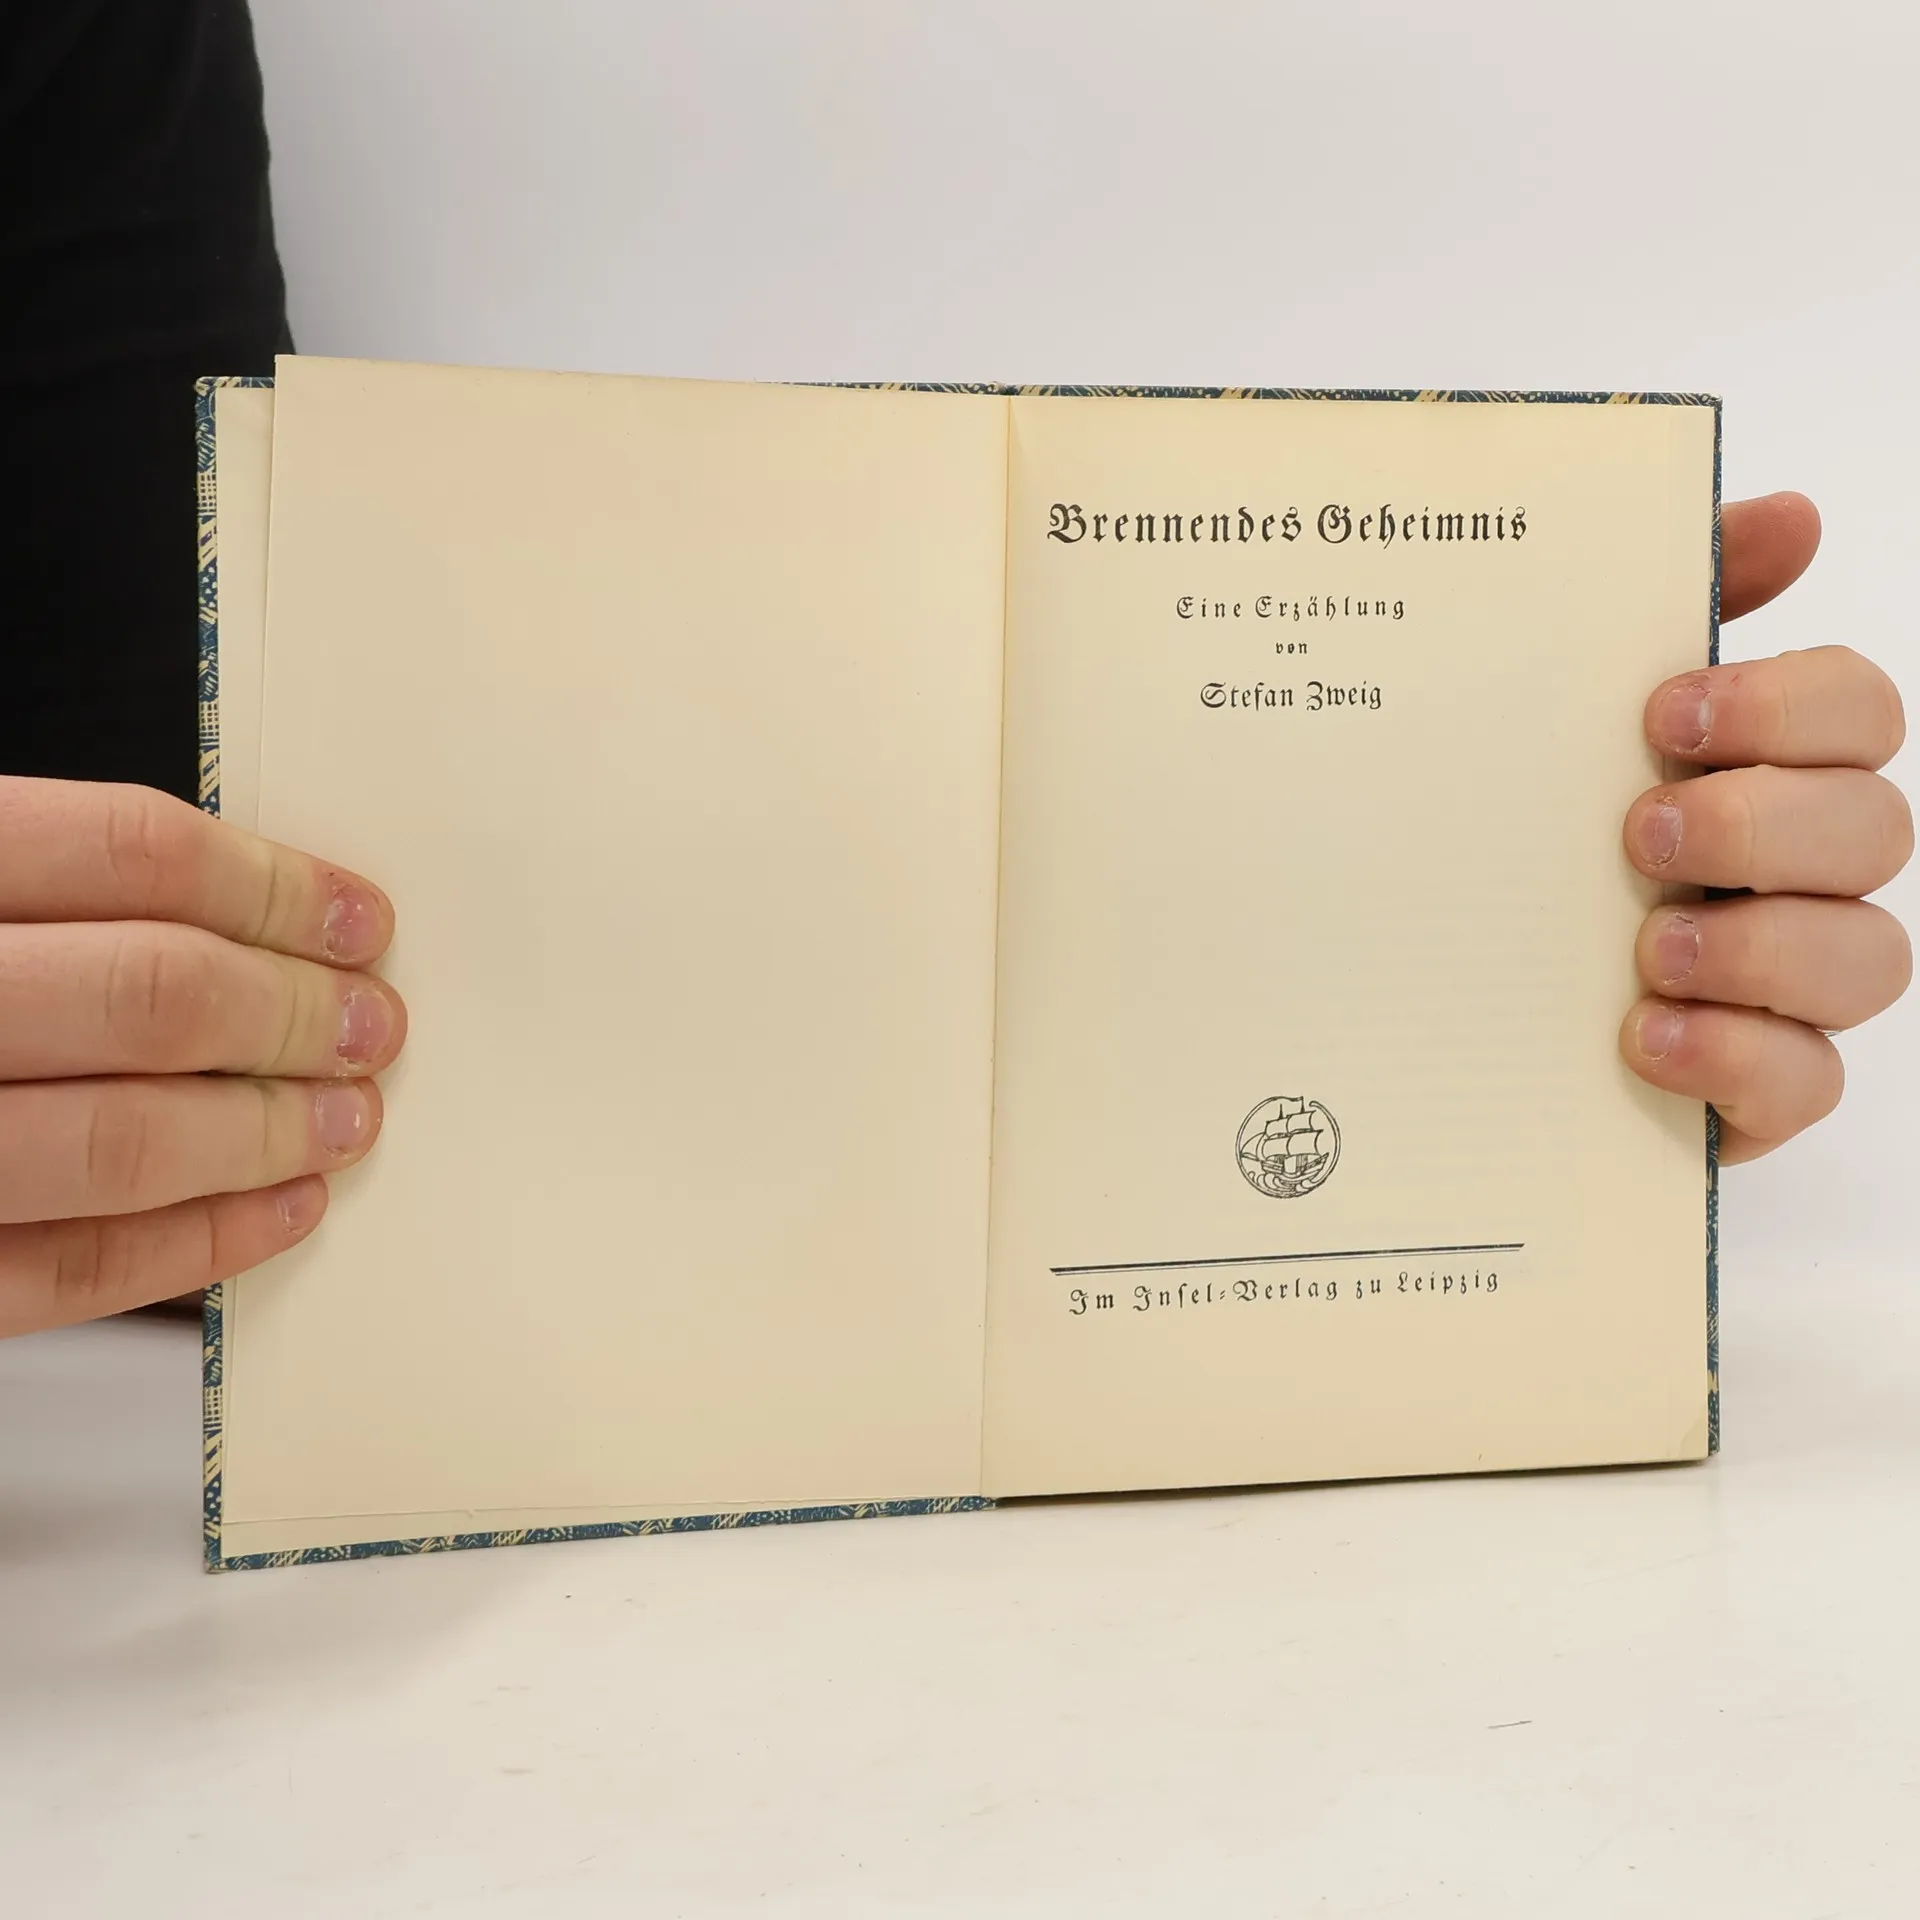 Brennendes Geheimnis
Eine Erzählung
von
Stefan Zweig
Im Insel-Verlag zu Leipzig